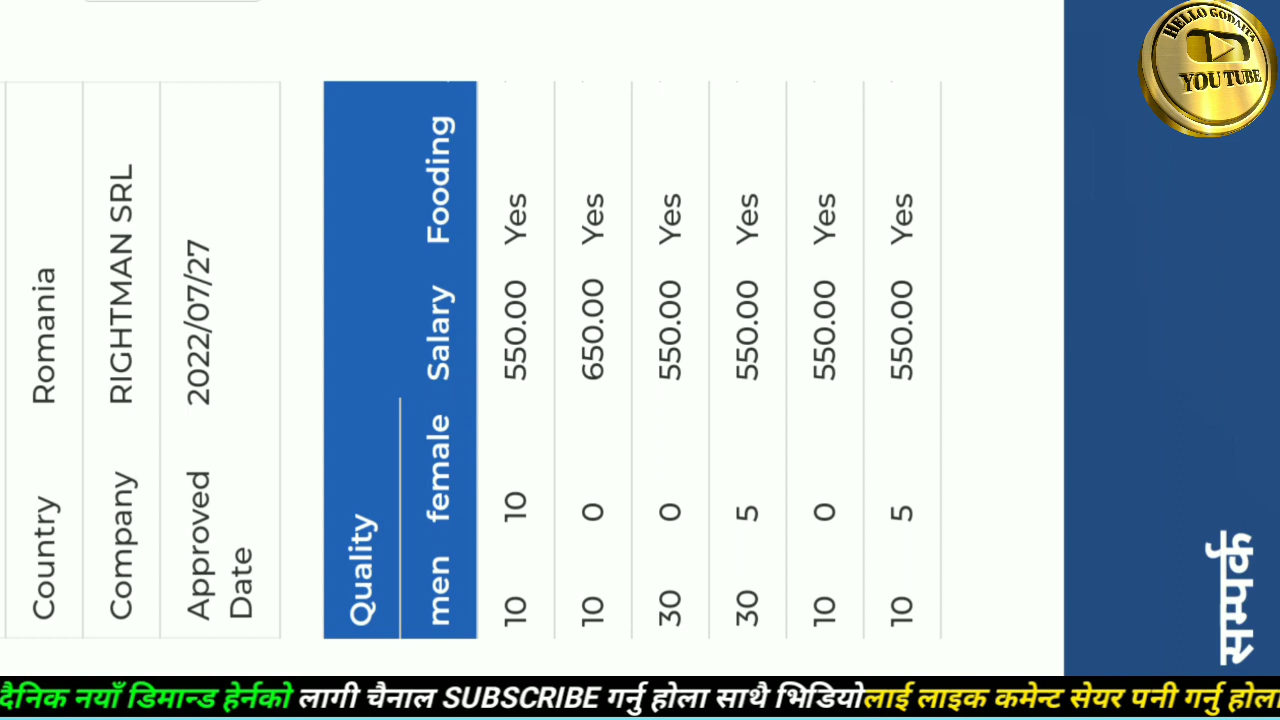 Country Romania
Company RIGHTMAN SRL
Approved Date 2022/07/27
Quality
men female Salary Fooding
10 10 550.00 Yes
10 0 650.00 Yes
30 0 550.00 Yes
30 5 550.00 Yes
10 0 550.00 Yes
10 5 550.00 Yes
सम्पर्क
HELLO GODAITA
YOU TUBE
दैनिक नयाँ डिमान्ड हेर्नको लागी चैनाल SUBSCRIBE गर्नु होला साथै भिडियोलाई लाइक कमेन्ट सेयर पनी गर्नु होला